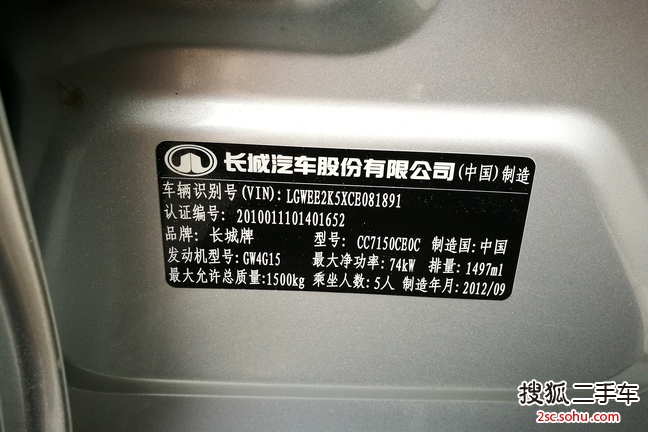 长城汽车股份有限公司(中国)制造
车辆识别号(VIN): LGWEE2K5XCE081891
认证编号: 2010011101401652
品牌: 长城牌 型号: CC7150CE0C 制造国:中国
发动机型号:GW4G15 最大净功率:74kW 排量:1497ml
最大允许总质量:1500kg 乘坐人数:5人 制造年月:2012/09
搜狐二手车
2sc.sohu.com